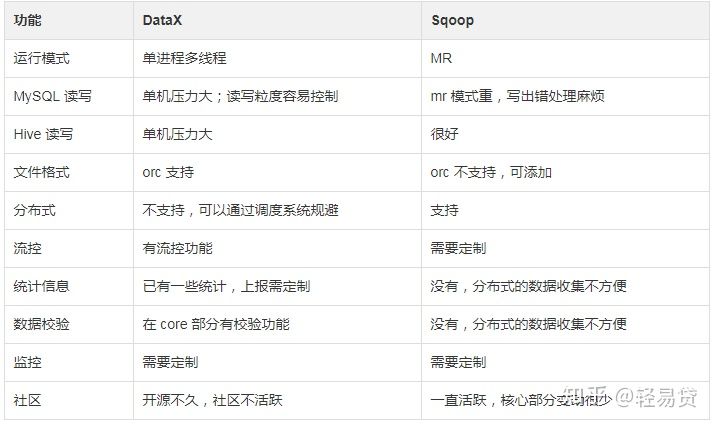 功能 DataX Sqoop
运行模式 单进程多线程 MR
MySQL 读写 单机压力大；读写粒度容易控制 mr 模式重，写出错处理麻烦
Hive 读写 单机压力大 很好
文件格式 orc 支持 orc 不支持，可添加
分布式 不支持，可以通过调度系统规避 支持
流控 有流控功能 需要定制
统计信息 已有一些统计，上报需定制 没有，分布式的数据收集不方便
数据校验 在 core 部分有校验功能 没有，分布式的数据收集不方便
监控 需要定制 需要定制
社区 开源不久，社区不活跃 一直活跃，核心部分变动很少
知乎 @轻易贷